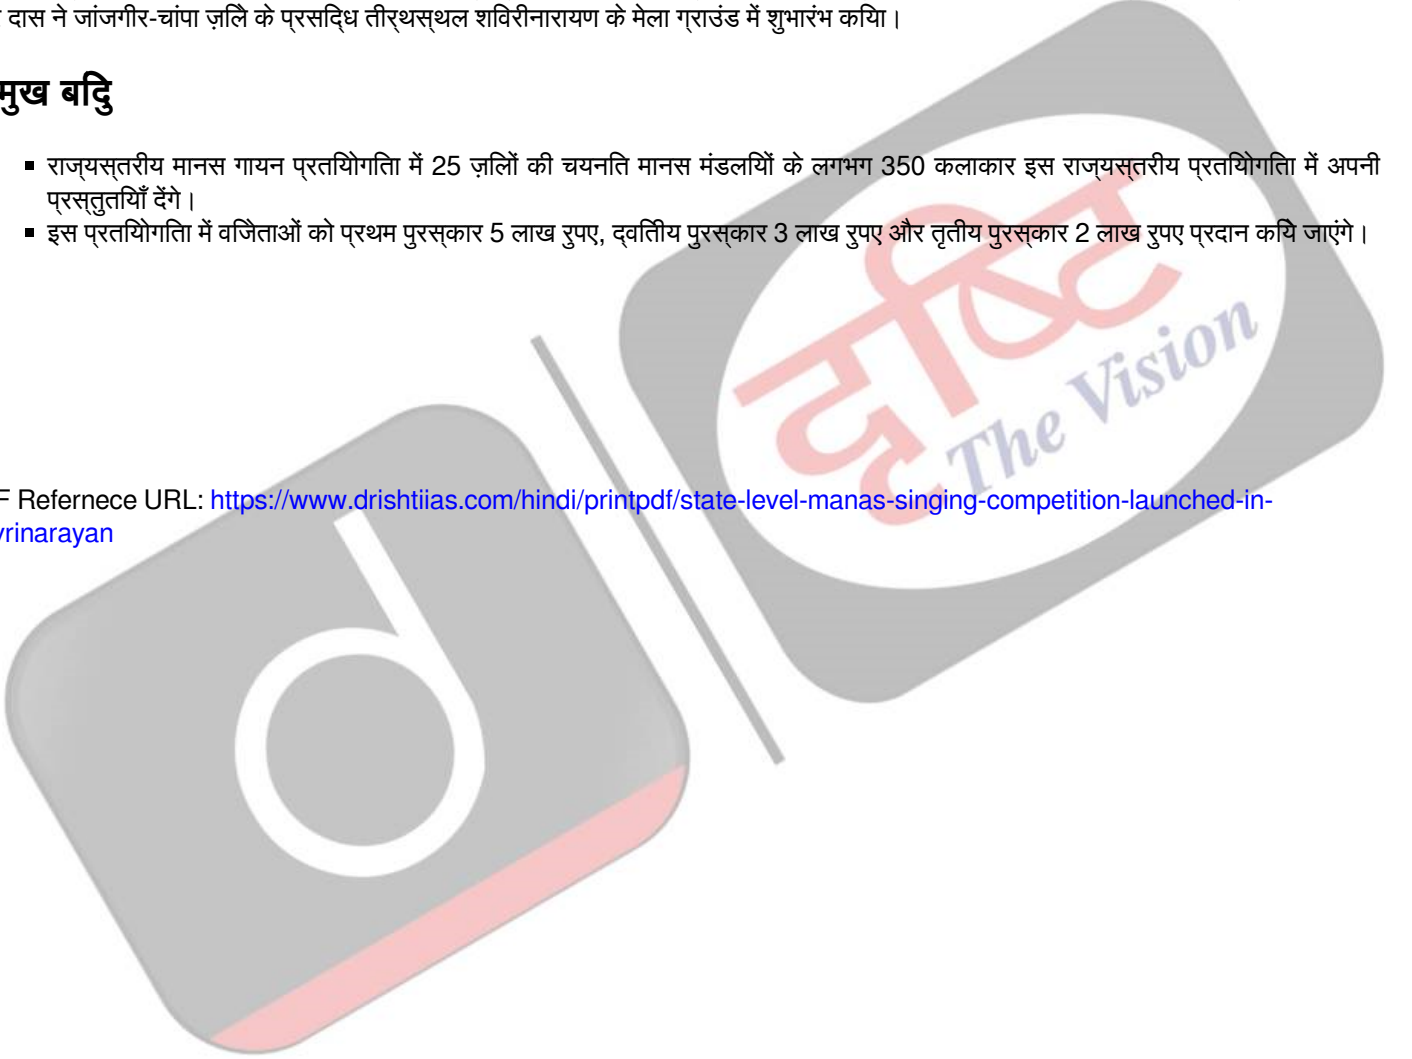 दास ने जांजगीर-चांपा ज़िले के प्रसिद्ध तीर्थस्थल शिवरीनारायण के मेला ग्राउंड में शुभारंभ किया।
मुख बिंदु
▪ राज्यस्तरीय मानस गायन प्रतियोगिता में 25 ज़िलों की चयनित मानस मंडलियों के लगभग 350 कलाकार इस राज्यस्तरीय प्रतियोगिता में अपनी
प्रस्तुतियाँ देंगे।
▪ इस प्रतियोगिता में विजेताओं को प्रथम पुरस्कार 5 लाख रुपए, द्वितीय पुरस्कार 3 लाख रुपए और तृतीय पुरस्कार 2 लाख रुपए प्रदान किये जाएंगे।
दृष्टि
The Vision
F Refernece URL: https://www.drishtiias.com/hindi/printpdf/state-level-manas-singing-competition-launched-in-
rinarayan
d